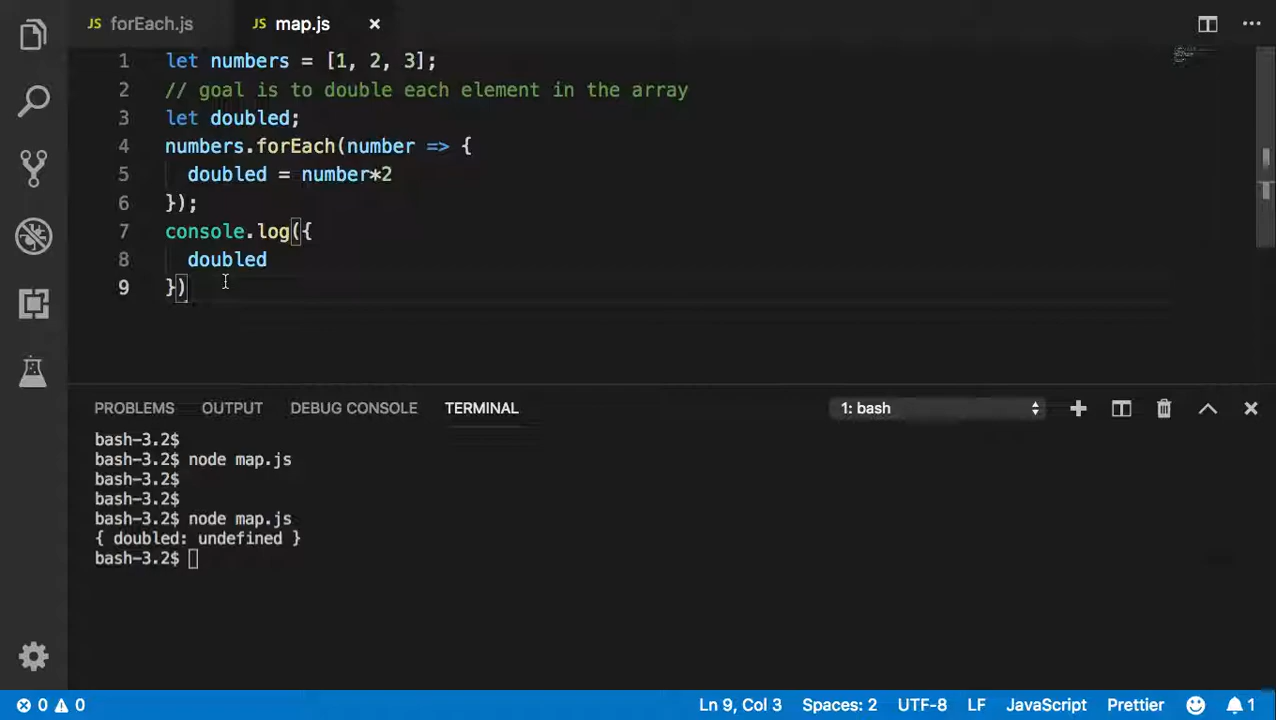 JS forEach.js JS map.js ×
1 let numbers = [1, 2, 3];
2 // goal is to double each element in the array
3 let doubled;
4 numbers.forEach(number => {
5 doubled = number*2
6 });
7 console.log({
8 doubled
9 })
PROBLEMS OUTPUT DEBUG CONSOLE TERMINAL 1: bash
bash-3.2$
bash-3.2$ node map.js
bash-3.2$
bash-3.2$
bash-3.2$ node map.js
{ doubled: undefined }
bash-3.2$
0 0 Ln 9, Col 3 Spaces: 2 UTF-8 LF JavaScript Prettier 1